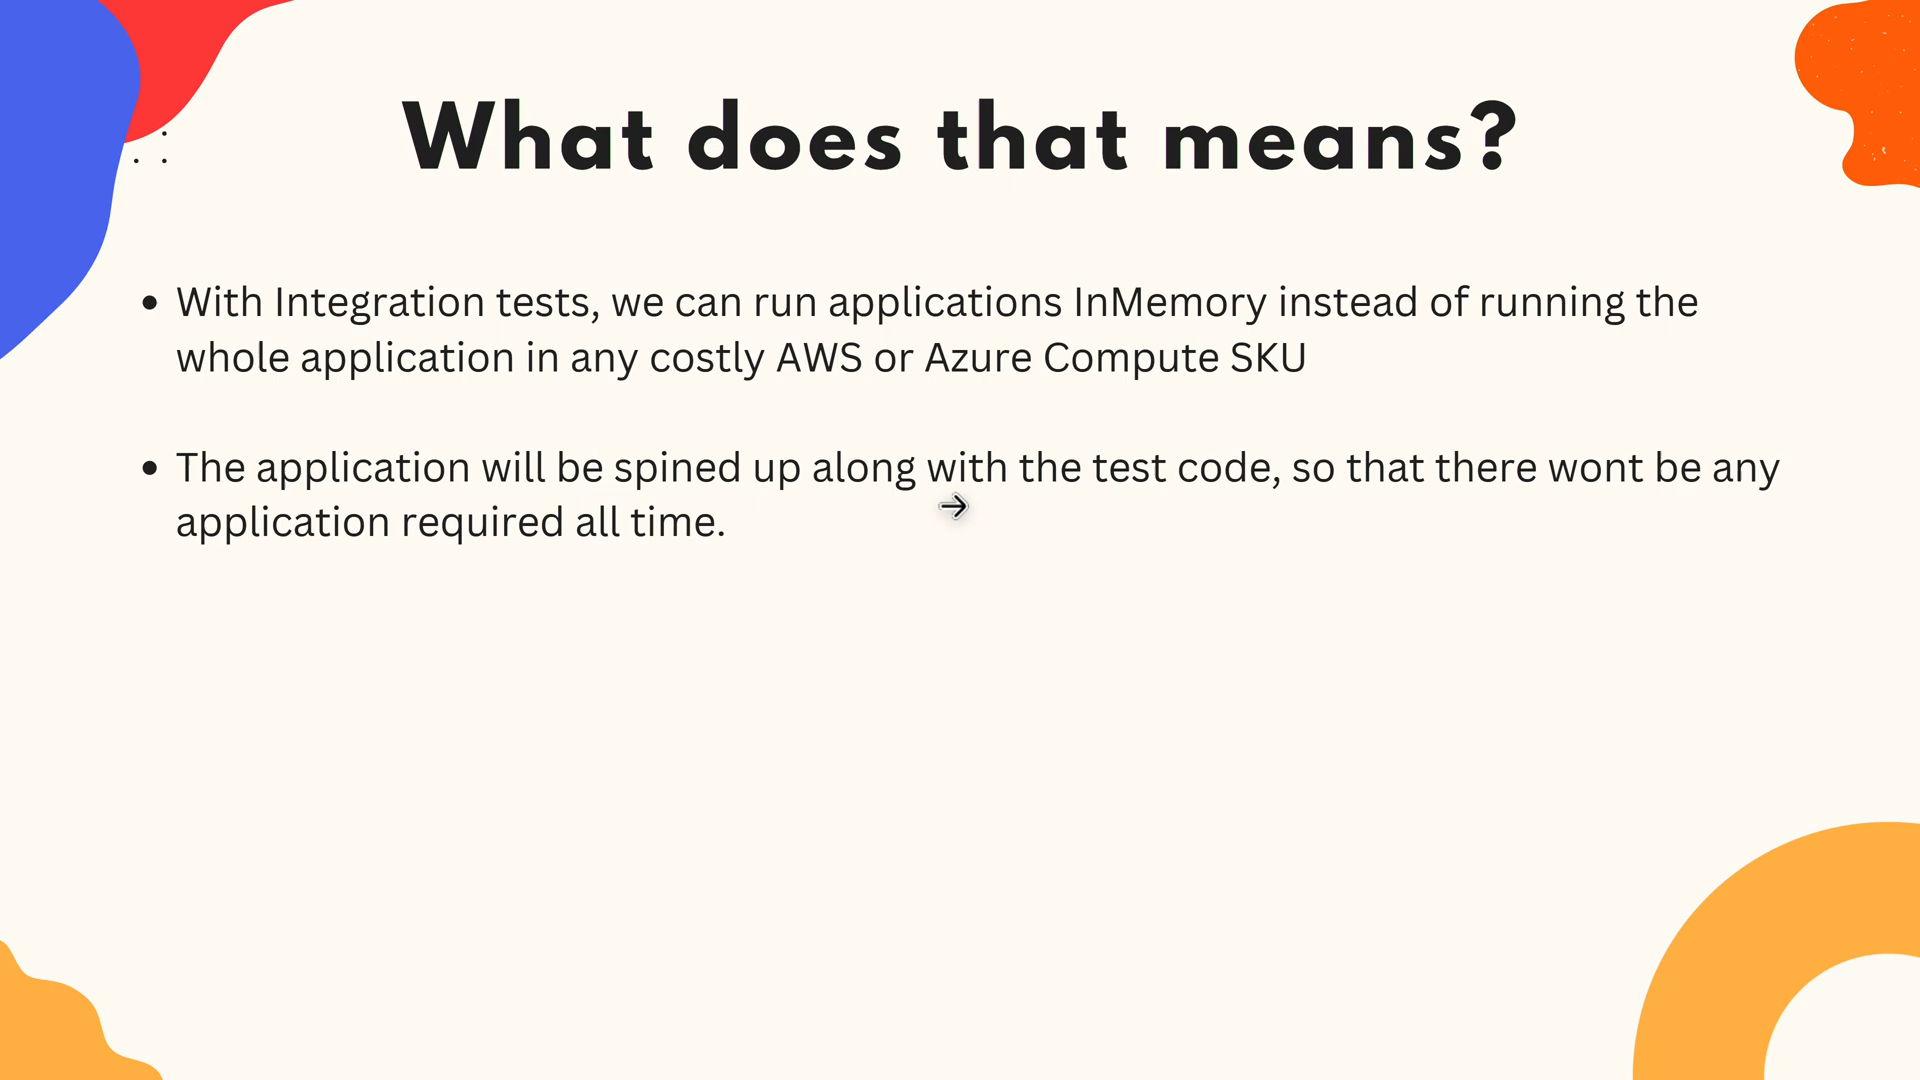 What does that means?
• With Integration tests, we can run applications InMemory instead of running the
whole application in any costly AWS or Azure Compute SKU
• The application will be spined up along with the test code, so that there wont be any
application required all time.